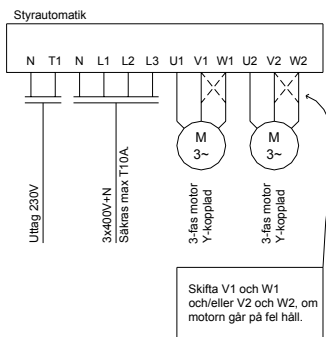 Styrautomatik
N T1 N L1 L2 L3 U1 V1 W1 U2 V2 W2
M
3~
M
3~
Uttag 230V
3x400V+N
Säkras max T10A.
3-fas motor
Y-kopplad
3-fas motor
Y-kopplad
Skifta V1 och W1
och/eller V2 och W2, om
motorn går på fel håll.